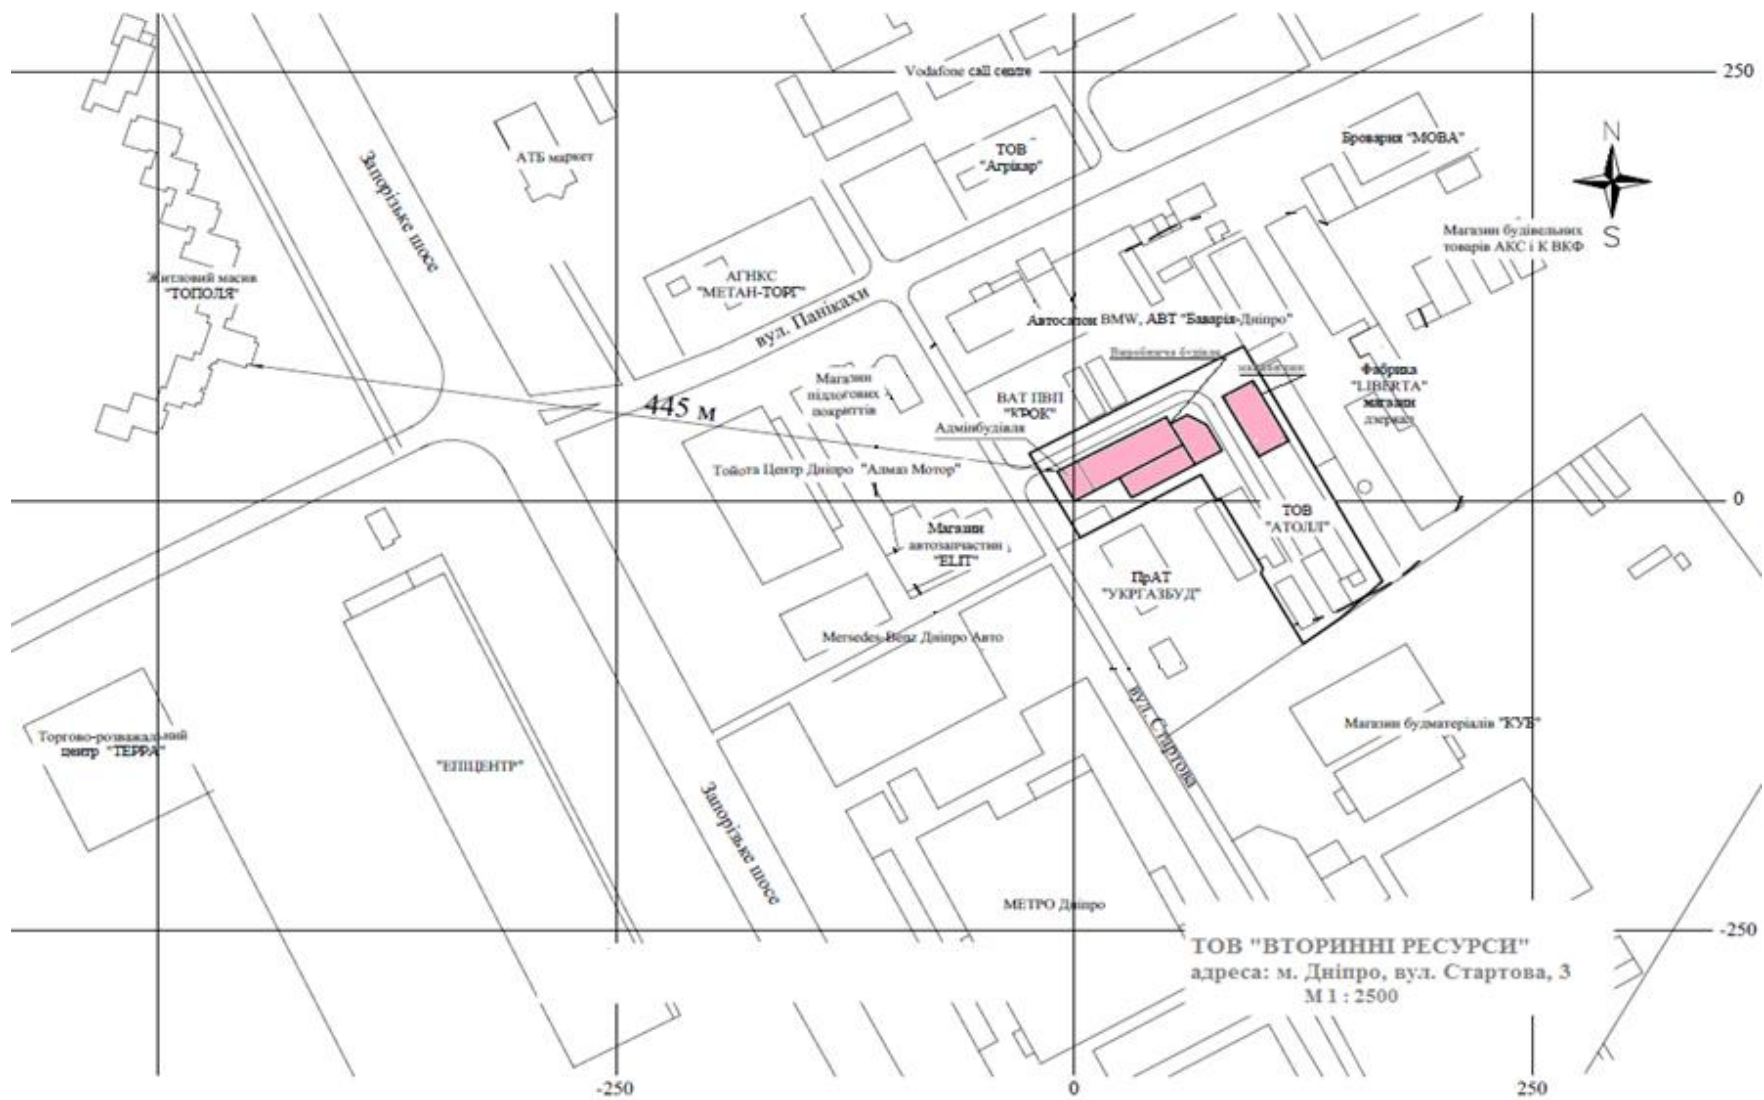 Vodafone call centre
250
Броварня "МОВА"
N
АТБ маркет
ТОВ
"Агрікар"
Запорізьке шосе
S
Магазин будівельних
товарів АКС і К ВКФ
Житловий масив
"ТОПОЛЯ"
АГНКС
"МЕТАН-ТОРГ"
вул. Панікахи
Автосалон BMW, АВТ "Баварія-Дніпро"
Виробнича будівля
Фабрика
"LIBERTA"
магазин
дзеркал
Магазин
підлогових
покриттів
445 м
ВАТ ПВП
"КРОК"
Адмінбудівля
Тойота Центр Дніпро "Алмаз Мотор"
0
ТОВ
"АТОЛЛ"
Магазин
автозапчастин
"ELIT"
ПрАТ
"УКРГАЗБУД"
Mersedes-Benz Дніпро Авто
вул. Стартова
Магазин будматеріалів "КУБ"
Торгово-розважальний
центр "ТЕРРА"
"ЕПІЦЕНТР"
Запорізьке шосе
МЕТРО Дніпро
-250
ТОВ "ВТОРИННІ РЕСУРСИ"
адреса: м. Дніпро, вул. Стартова, 3
М 1 : 2500
-250
0
250